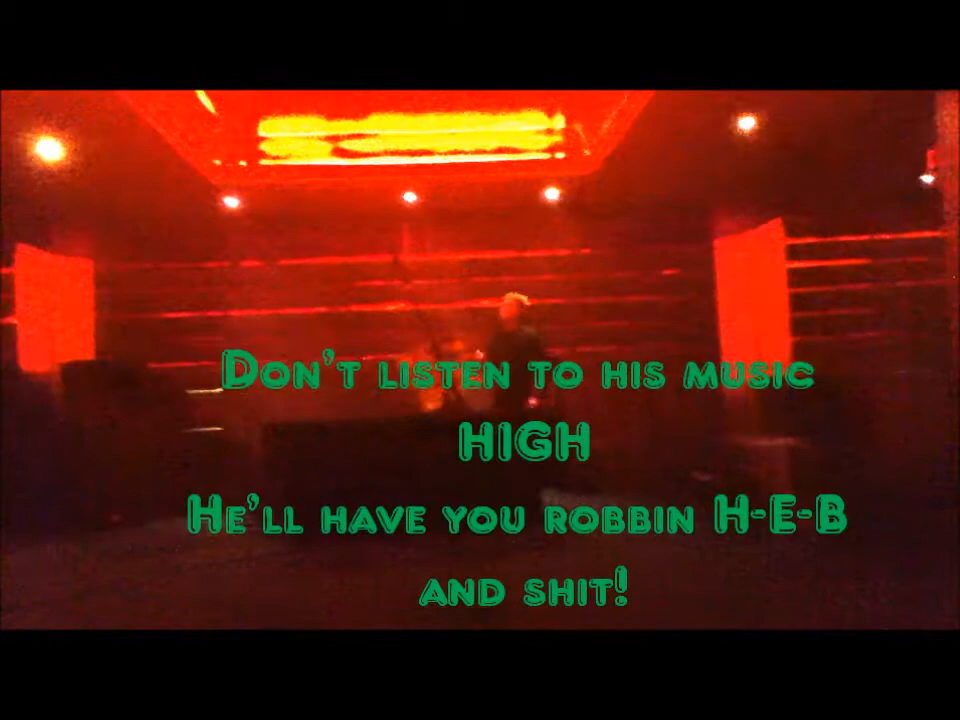 Don't listen to his music
HIGH
He'll have you robbin H-E-B
and shit!